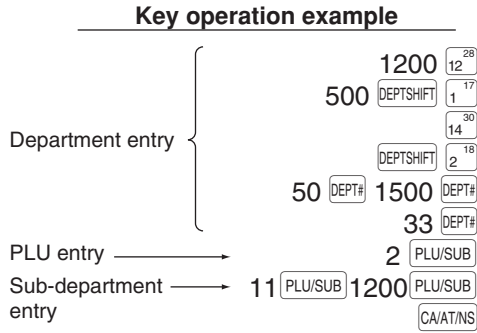 Key operation example
1200 12 28
500 DEPTSHIFT 1 17
14 30
Department entry
DEPTSHIFT 2 18
50 DEPT# 1500 DEPT#
33 DEPT#
PLU entry 2 PLU/SUB
Sub-department 11 PLU/SUB 1200 PLU/SUB
entry
CA/AT/NS